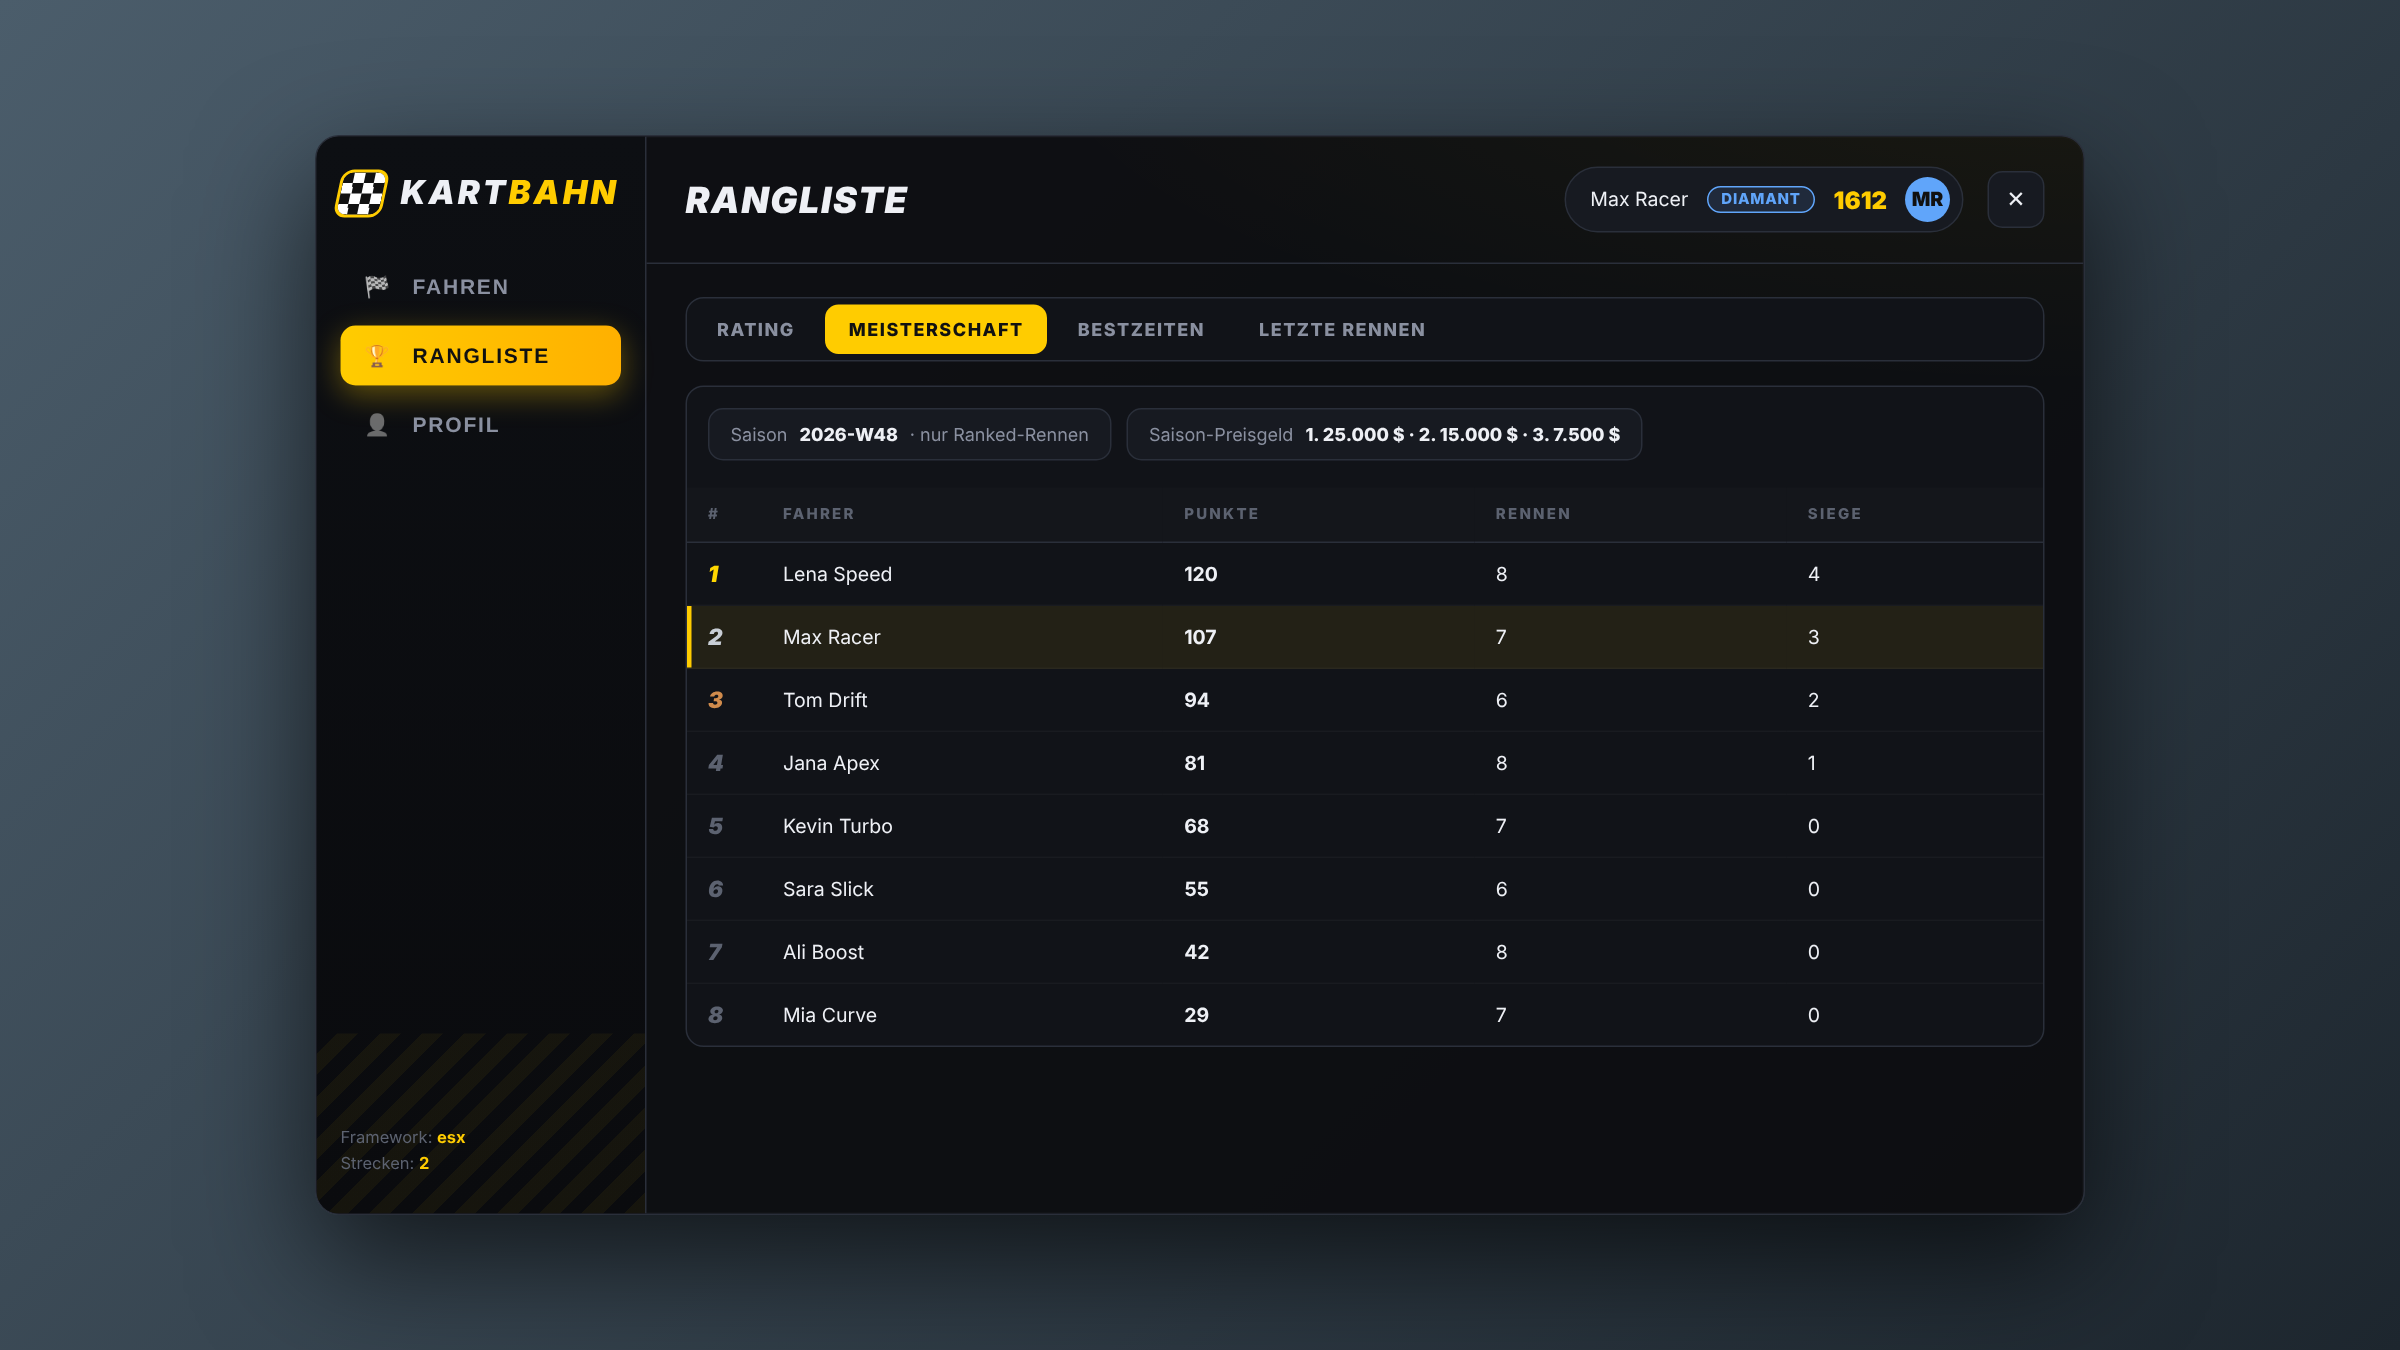 KARTBAHN
FAHREN
RANGLISTE
PROFIL
Framework: esx
Strecken: 2
RANGLISTE
Max Racer DIAMANT 1612 MR ✕
RATING MEISTERSCHAFT BESTZEITEN LETZTE RENNEN
Saison 2026-W48 · nur Ranked-Rennen Saison-Preisgeld 1. 25.000 $ · 2. 15.000 $ · 3. 7.500 $
# FAHRER PUNKTE RENNEN SIEGE
1 Lena Speed 120 8 4
2 Max Racer 107 7 3
3 Tom Drift 94 6 2
4 Jana Apex 81 8 1
5 Kevin Turbo 68 7 0
6 Sara Slick 55 6 0
7 Ali Boost 42 8 0
8 Mia Curve 29 7 0